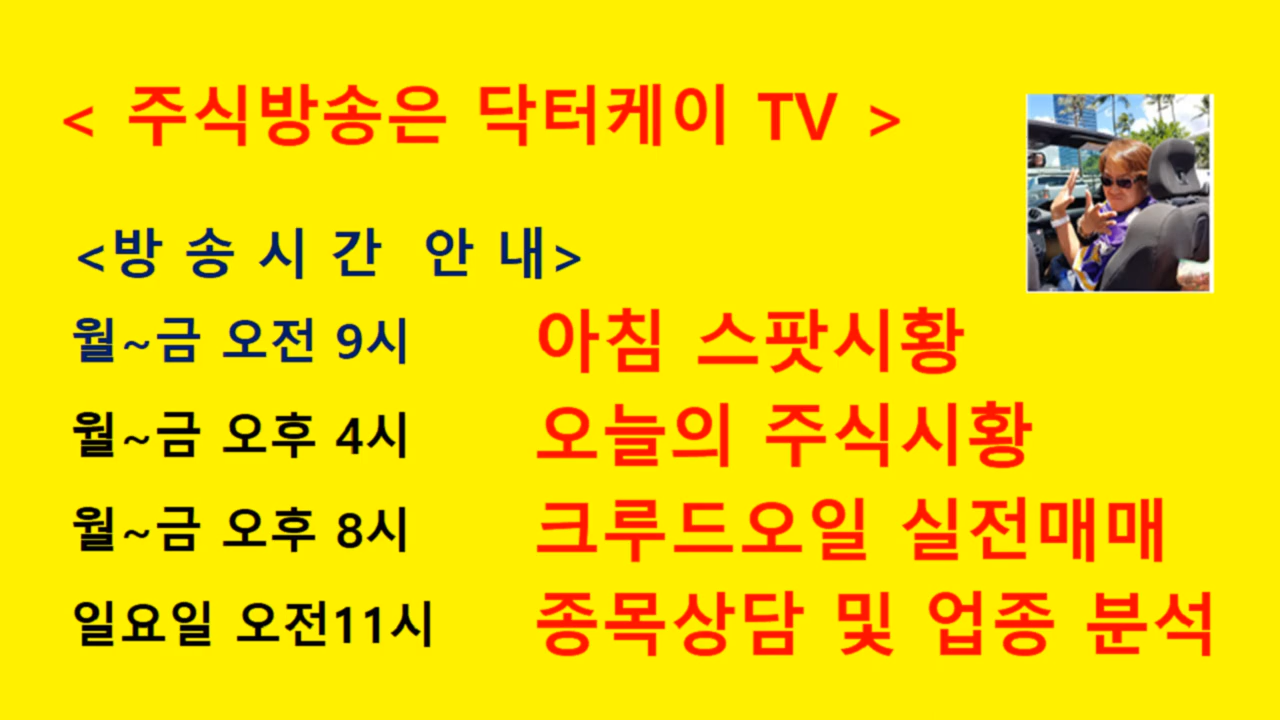 < 주식방송은 닥터케이 TV >
<방 송 시 간 안 내>
월~금 오전 9시 아침 스팟시황
월~금 오후 4시 오늘의 주식시황
월~금 오후 8시 크루드오일 실전매매
일요일 오전11시 종목상담 및 업종 분석